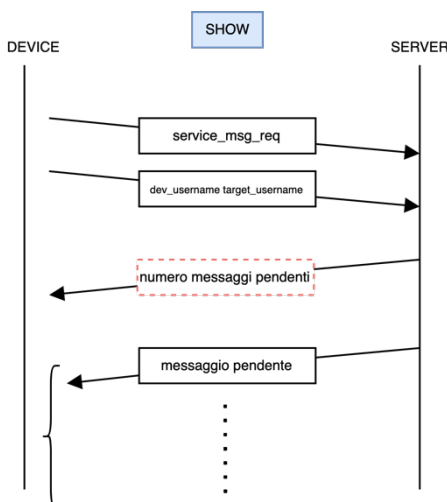 SHOW
DEVICE
SERVER
service_msg_req
dev_username target_username
numero messaggi pendenti
messaggio pendente